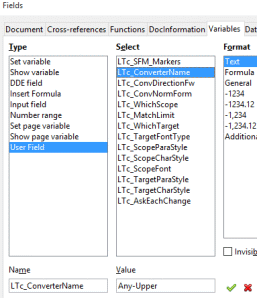 Fields
Document Cross-references Functions DocInformation Variables Dat
Type Select Format
Set variable
Show variable
DDE field
Insert Formula
Input field
Number range
Set page variable
Show page variable
User Field
LTc_SFM_Markers
LTc_ConverterName
LTc_ConvDirectionFw
LTc_ConvNormForm
LTc_WhichScope
LTc_MatchLimit
LTc_WhichTarget
LTc_TargetFontType
LTc_ScopeParaStyle
LTc_ScopeCharStyle
LTc_ScopeFont
LTc_TargetParaStyle
LTc_TargetCharStyle
LTc_AskEachChange
Text
Formula
General
-1234
-1234.12
-1,234
-1,234.12
Additiona
Invisib
Name Value
LTc_ConverterName Any-Upper